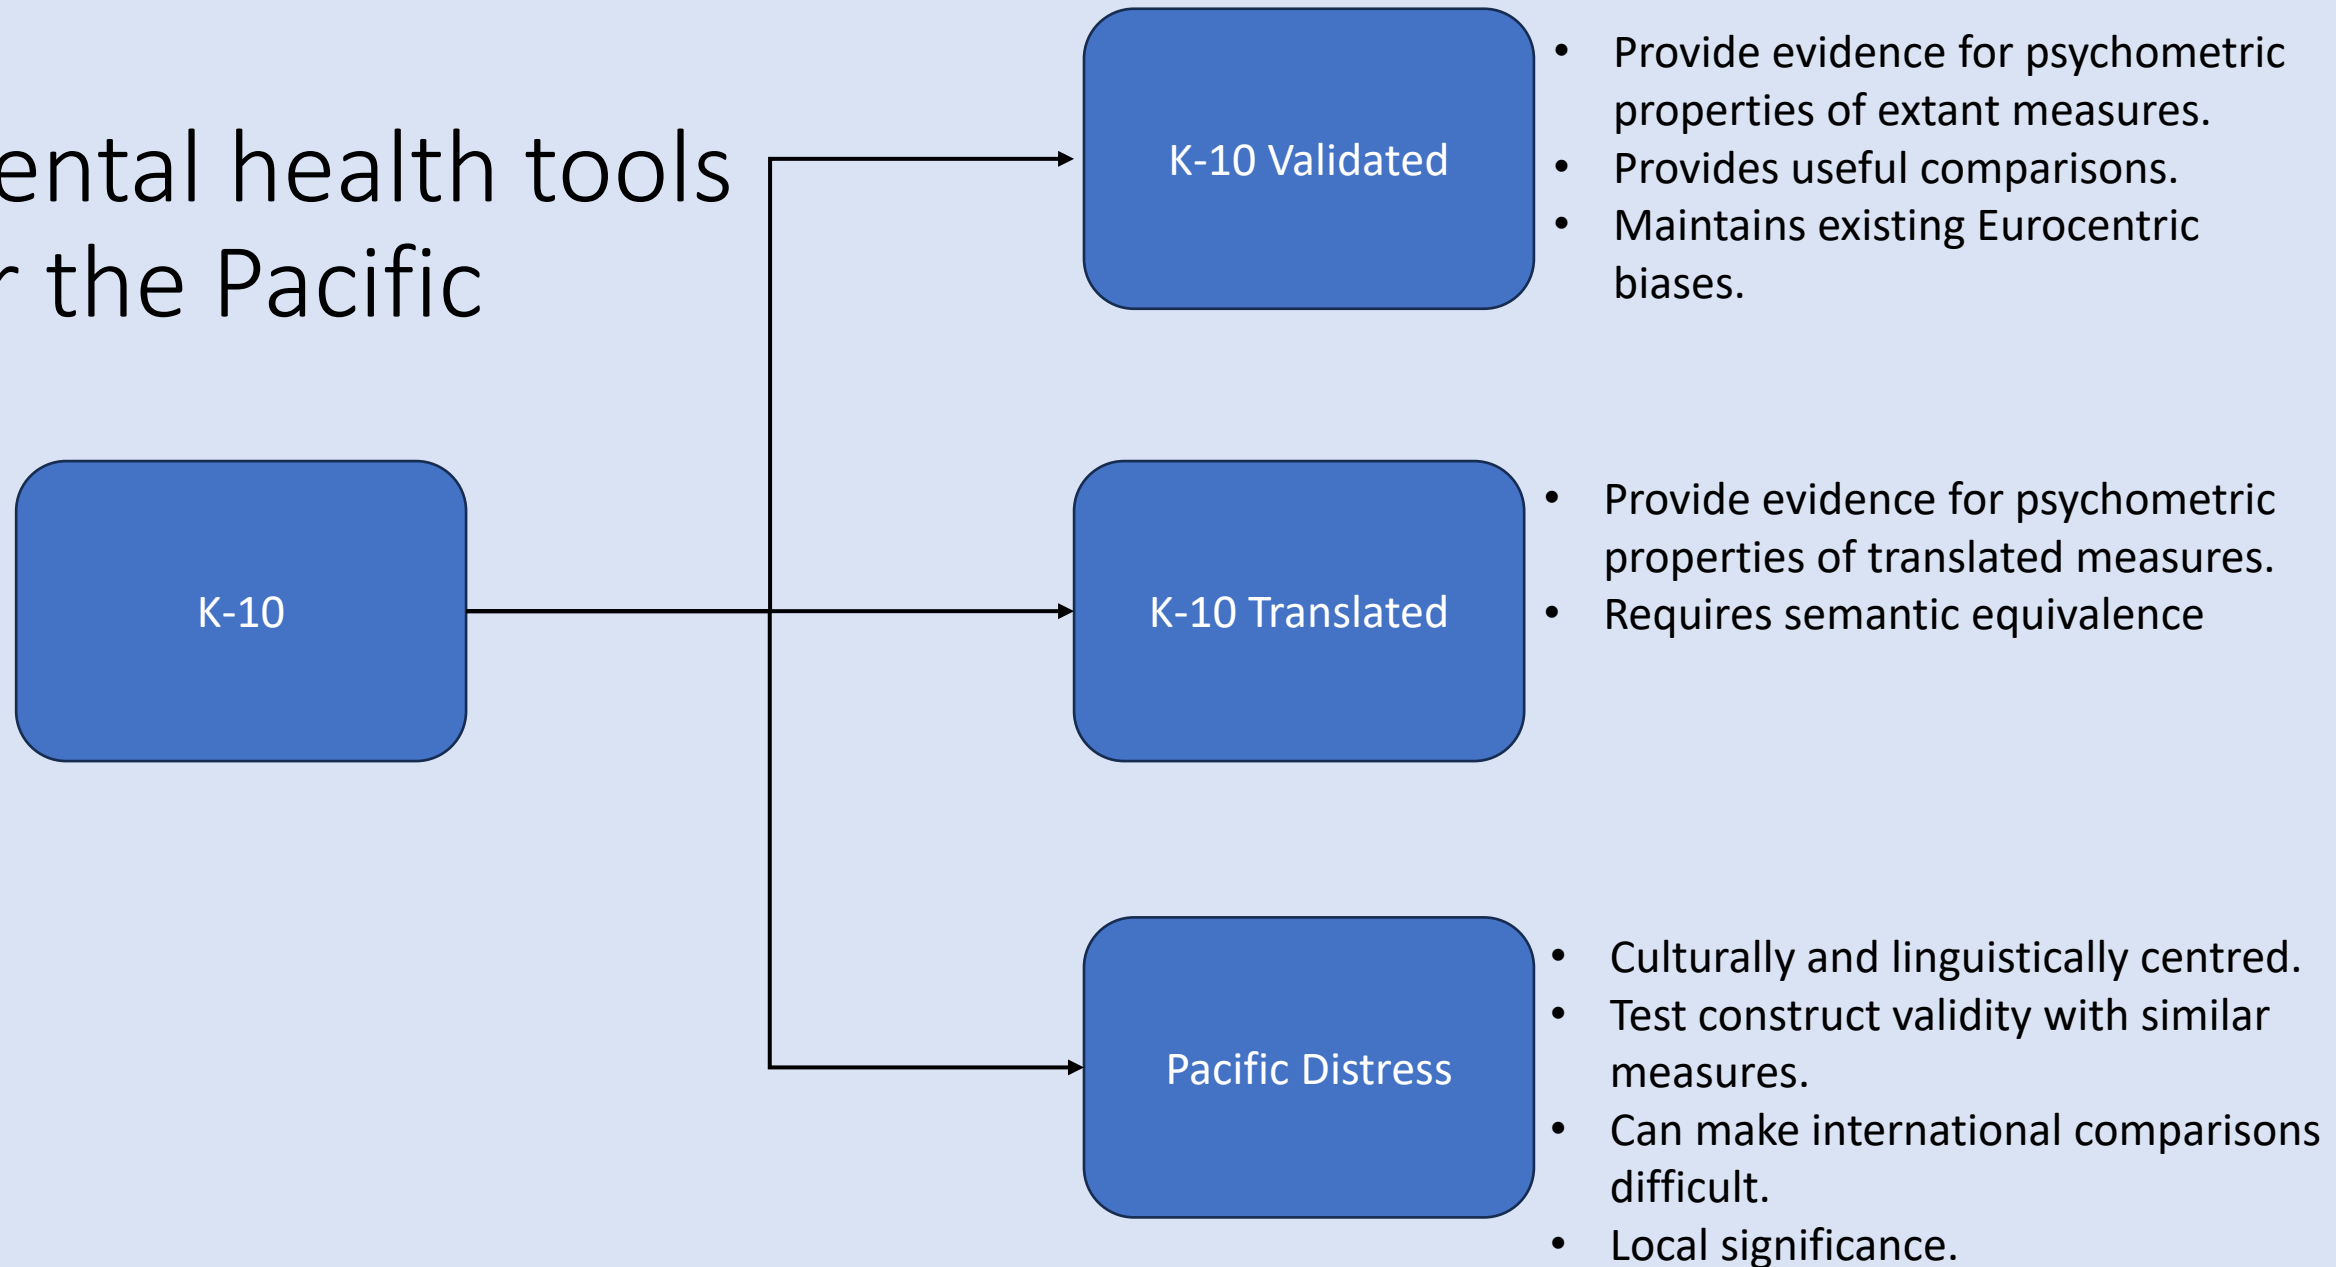 ental health tools
r the Pacific
K-10
K-10 Validated
• Provide evidence for psychometric
properties of extant measures.
• Provides useful comparisons.
• Maintains existing Eurocentric
biases.
K-10 Translated
• Provide evidence for psychometric
properties of translated measures.
• Requires semantic equivalence
Pacific Distress
• Culturally and linguistically centred.
• Test construct validity with similar
measures.
• Can make international comparisons
difficult.
• Local significance.